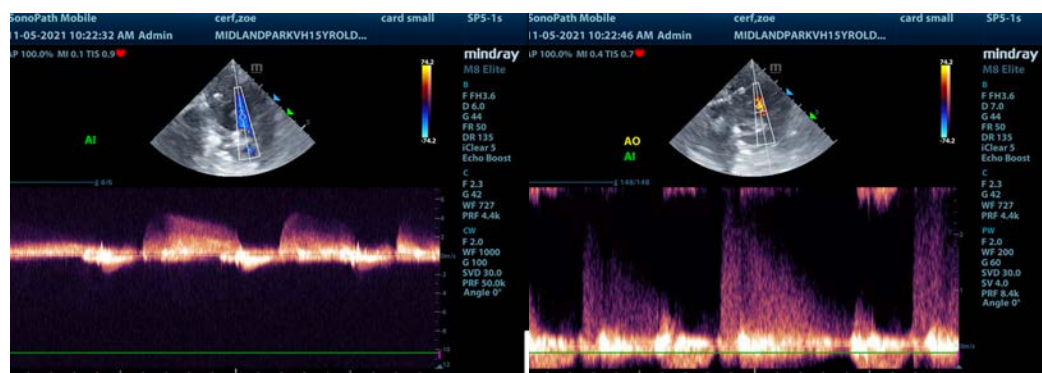 SonoPath Mobile cerf,zoe card small SP5-1s
11-05-2021 10:22:32 AM Admin MIDLANDPARKVH15YROLD...
AP 100.0% MI 0.1 TIS 0.9
mindray
M8 Elite
74.2
-74.2
B
F FH3.6
D 6.0
G 44
FR 50
DR 135
iClear 5
Echo Boost
C
F 2.3
G 42
WF 727
PRF 4.4k
CW
F 2.0
WF 1000
G 100
SVD 30.0
PRF 50.0k
Angle 0°
AI
6/6
0m/s
SonoPath Mobile cerf,zoe card small SP5-1s
11-05-2021 10:22:46 AM Admin MIDLANDPARKVH15YROLD...
AP 100.0% MI 0.4 TIS 0.7
mindray
M8 Elite
74.2
-74.2
B
F FH3.6
D 7.0
G 44
FR 50
DR 135
iClear 5
Echo Boost
C
F 2.3
G 42
WF 727
PRF 4.4k
PW
F 2.0
WF 200
G 60
SVD 30.0
SV 4.0
PRF 8.4k
Angle 0°
AO
AI
148/148